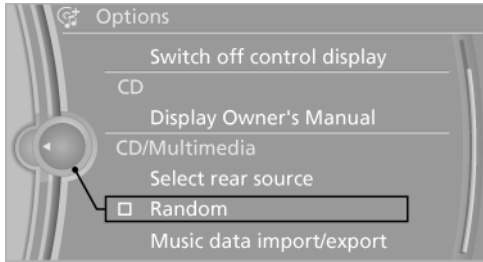 Options
Switch off control display
CD
Display Owner's Manual
CD/Multimedia
Select rear source
Random
Music data import/export